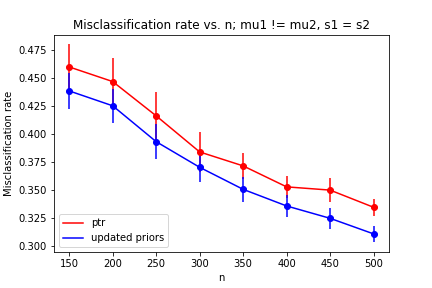 Misclassification rate vs. n; mu1 != mu2, s1 = s2
Misclassification rate
0.475
0.450
0.425
0.400
0.375
0.350
0.325
0.300
ptr
updated priors
150 200 250 300 350 400 450 500
n